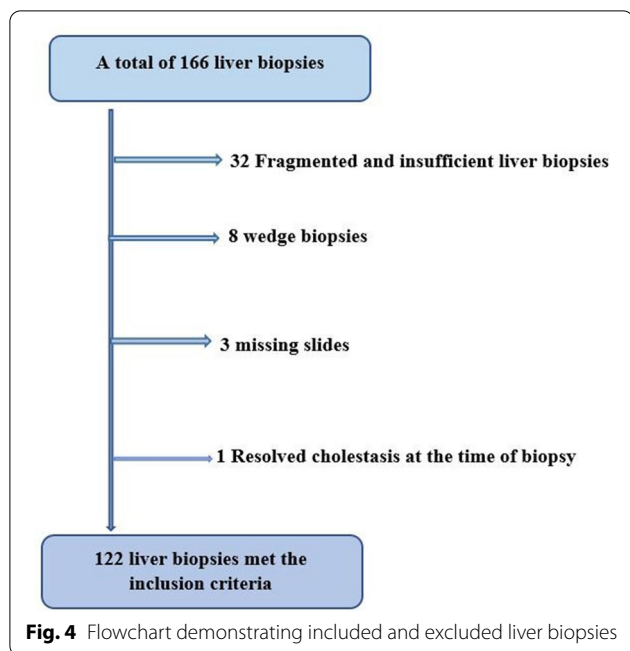 A total of 166 liver biopsies
32 Fragmented and insufficient liver biopsies
8 wedge biopsies
3 missing slides
1 Resolved cholestasis at the time of biopsy
122 liver biopsies met the
inclusion criteria
Fig. 4 Flowchart demonstrating included and excluded liver biopsies